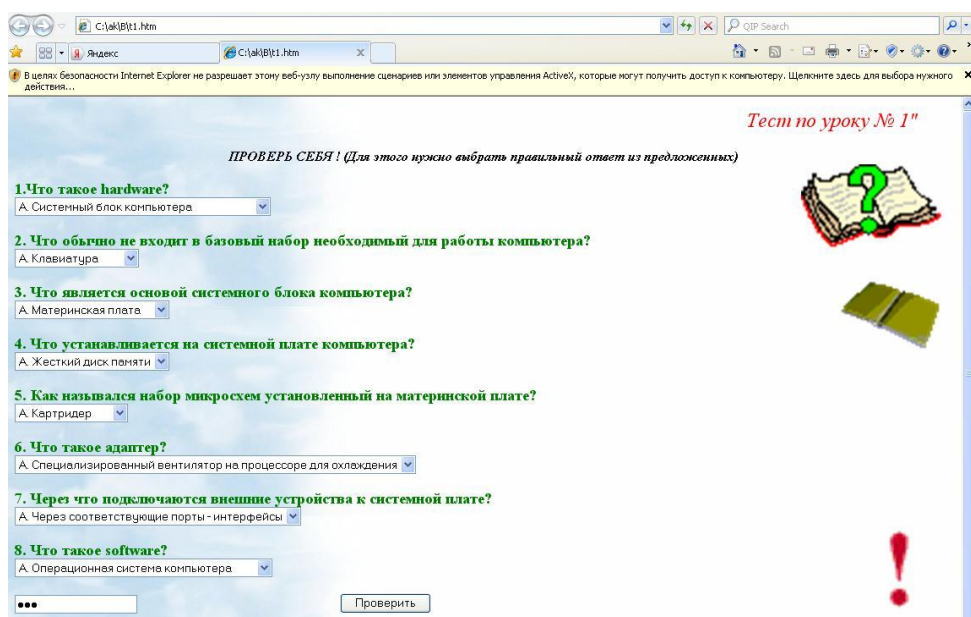 C:\ak\B\t1.htm
QIP Search
Яндекс
C:\ak\B\t1.htm
В целях безопасности Internet Explorer не разрешает этому веб-узлу выполнение сценариев или элементов управления ActiveX, которые могут получить доступ к компьютеру. Щелкните здесь для выбора нужного
действия...
Тест по уроку № 1"
ПРОВЕРЬ СЕБЯ ! (Для этого нужно выбрать правильный ответ из предложенных)
1.Что такое hardware?
А. Системный блок компьютера
2. Что обычно не входит в базовый набор необходимый для работы компьютера?
А. Клавиатура
3. Что является основой системного блока компьютера?
А. Материнская плата
4. Что устанавливается на системной плате компьютера?
А. Жесткий диск памяти
5. Как назывался набор микросхем установленный на материнской плате?
А. Картридер
6. Что такое адаптер?
А. Специализированный вентилятор на процессоре для охлаждения
7. Через что подключаются внешние устройства к системной плате?
А. Через соответствующие порты - интерфейсы
8. Что такое software?
А. Операционная система компьютера
Проверить